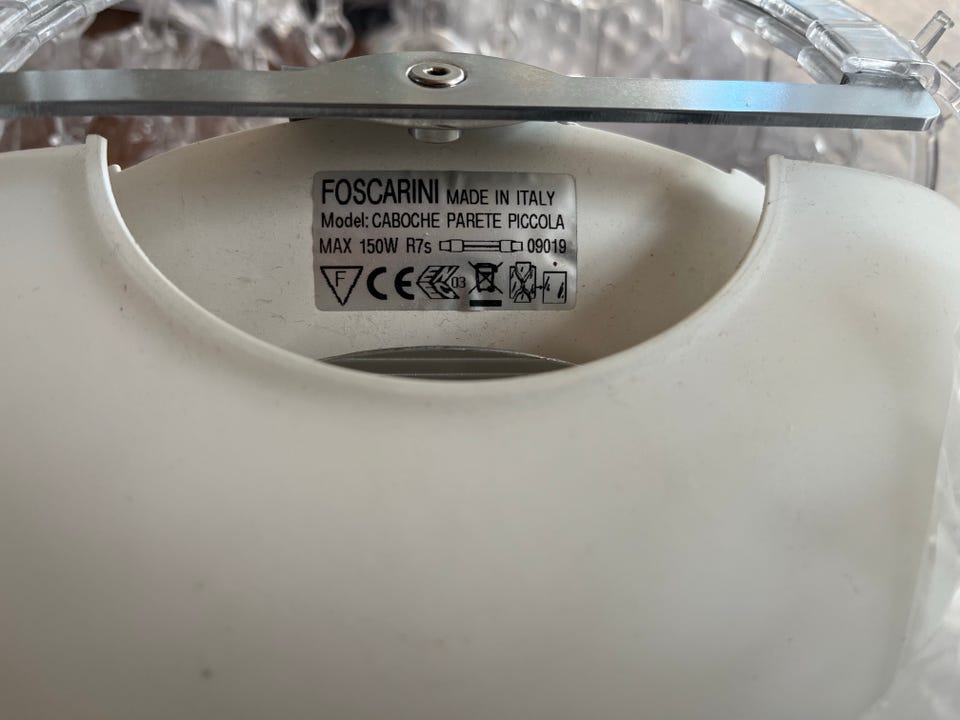 FOSCARINI MADE IN ITALY
Model: CABOCHE PARETE PICCOLA
MAX 150W R7s 09019
F CE 03